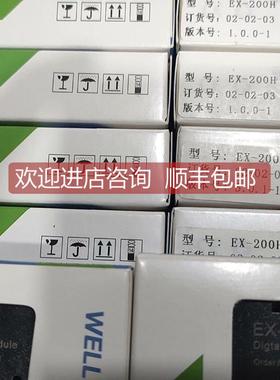 型 号: EX-200H
订货号: 02-02-03
版本号: 1.0.0-1
型 号: EX-200H
订货号: 02-02-03
版本号: 1.0.0-1
型 号: EX-200
欢迎进店咨询 顺丰包邮
型 号: EX-200H
WELL
dule
EX-
Digital